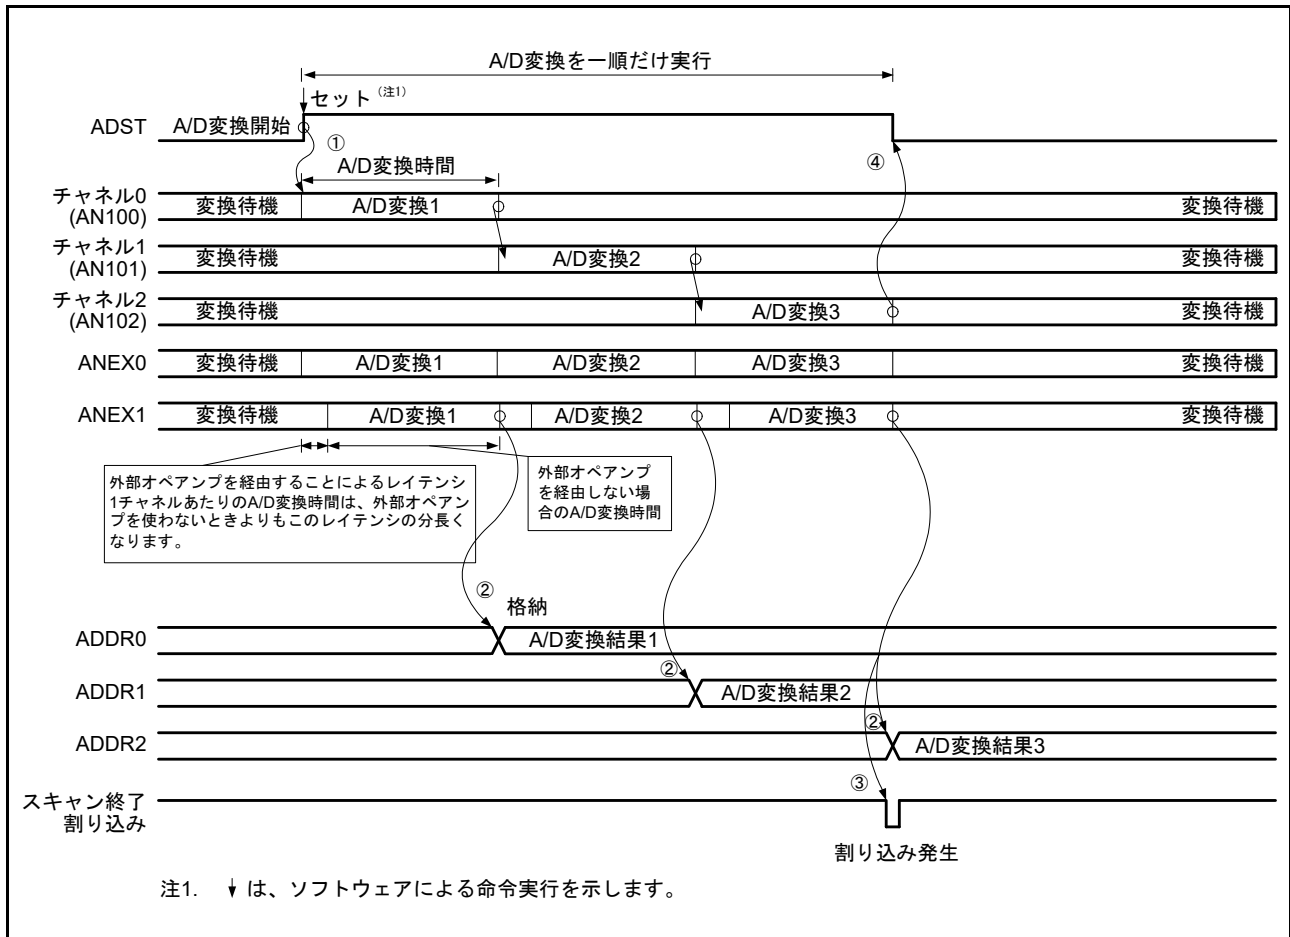 A/D変換を一順だけ実行
セット（注1）
ADST A/D変換開始
①
④
A/D変換時間
チャネル0
(AN100)
変換待機 A/D変換1 変換待機
チャネル1
(AN101)
変換待機 A/D変換2 変換待機
チャネル2
(AN102)
変換待機 A/D変換3 変換待機
ANEX0 変換待機 A/D変換1 A/D変換2 A/D変換3 変換待機
ANEX1 変換待機 A/D変換1 A/D変換2 A/D変換3 変換待機
外部オペアンプを経由することによるレイテンシ
1チャネルあたりのA/D変換時間は、外部オペアン
プを使わないときよりもこのレイテンシの分長く
なります。
外部オペアンプ
を経由しない場
合のA/D変換時間
② 格納
ADDR0 A/D変換結果1
②
ADDR1 A/D変換結果2
②
ADDR2 A/D変換結果3
③
スキャン終了
割り込み
割り込み発生
注1. ↓は、ソフトウェアによる命令実行を示します。